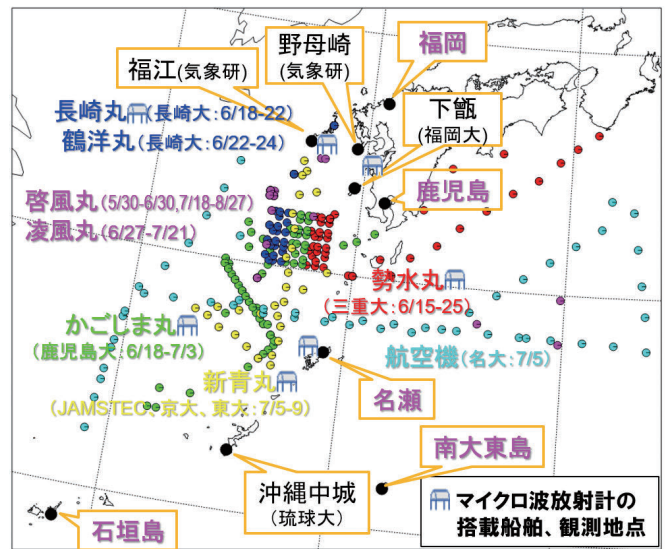 野母崎
(気象研)
福岡
福江(気象研)
下甑
(福岡大)
長崎丸(長崎大:6/18-22)
鶴洋丸(長崎大:6/22-24)
鹿児島
啓風丸(5/30-6/30,7/18-8/27)
凌風丸(6/27-7/21)
勢水丸
(三重大:6/15-25)
かごしま丸
(鹿児島大:6/18-7/3)
航空機(名大:7/5)
新青丸
(JAMSTEC、京大、東大:7/5-9)
名瀬
南大東島
沖縄中城
(琉球大)
石垣島
マイクロ波放射計の
搭載船舶、観測地点